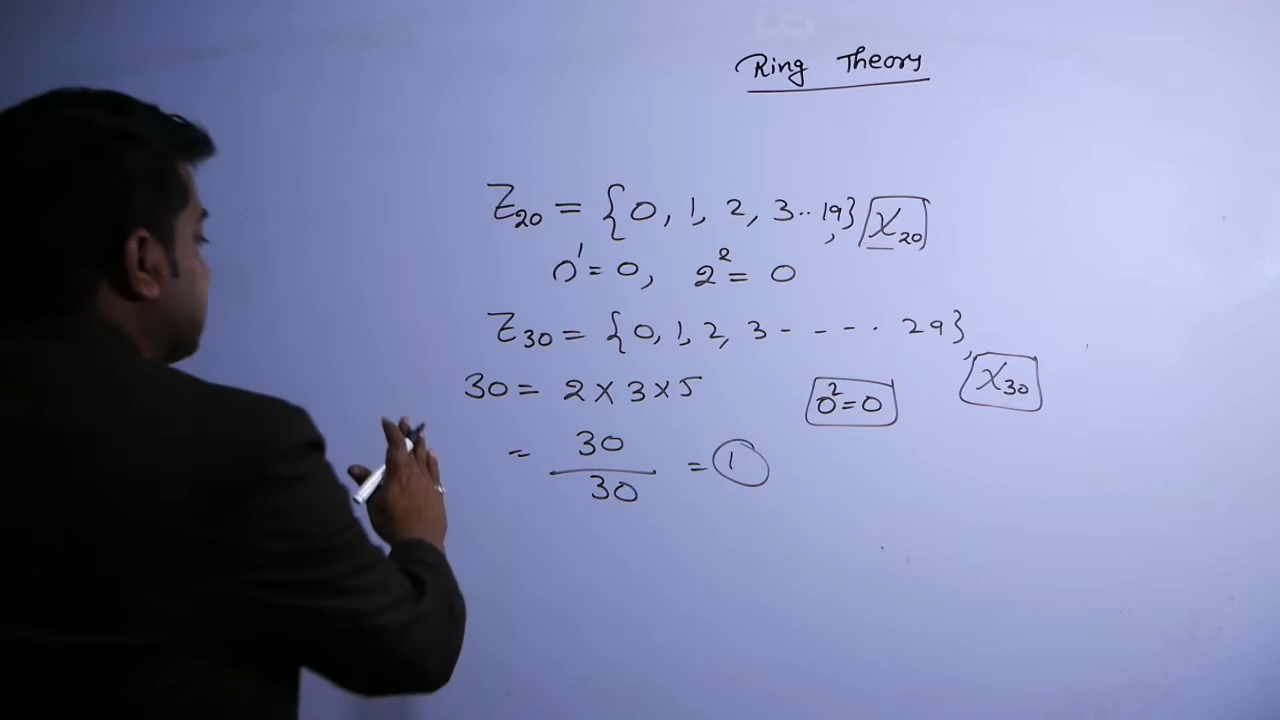 Ring Theory
Z₂₀ = {0, 1, 2, 3..19}, X₂₀
0¹ = 0, 2² = 0
Z₃₀ = {0, 1, 2, 3 - - - - . 29}, X₃₀
30 = 2 × 3 × 5
0² = 0
= 30/30 = 1